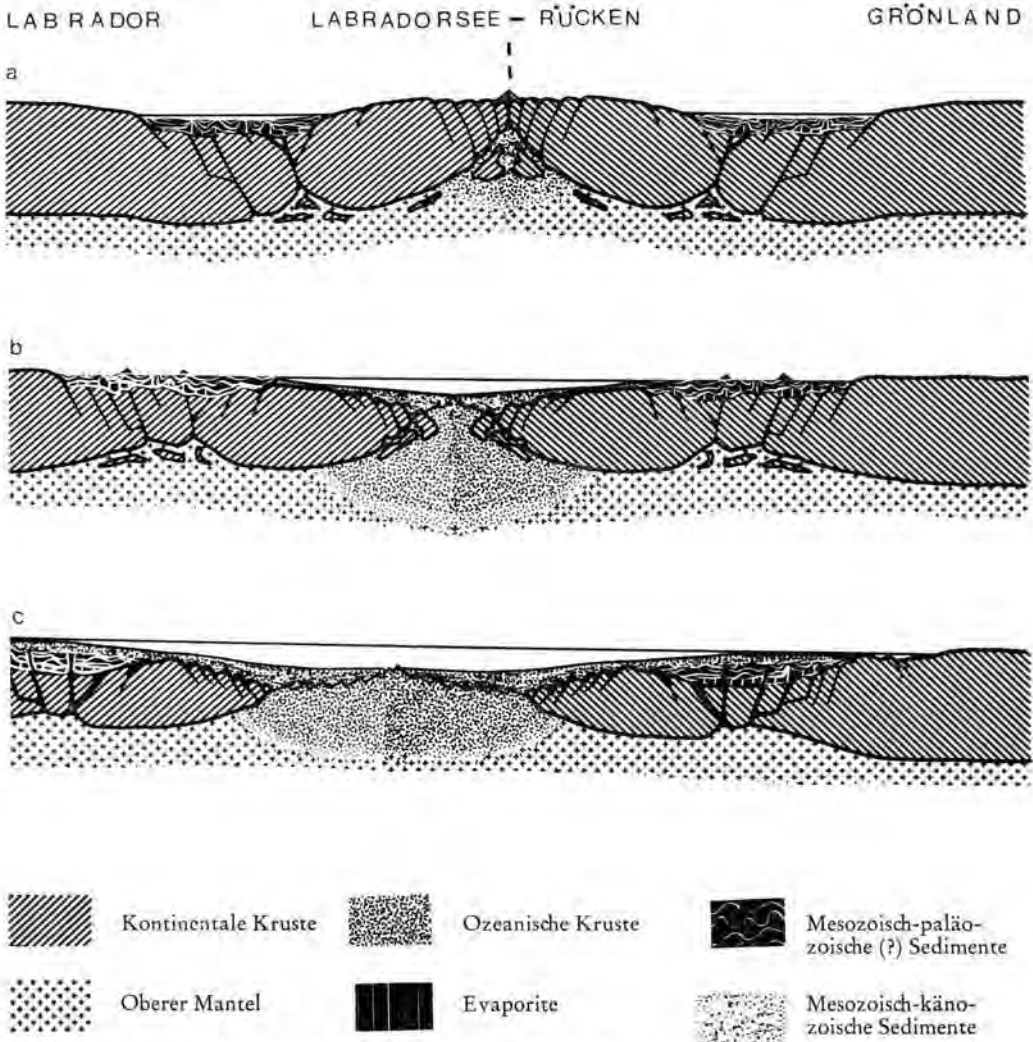 LABRADOR LABRADORSEE – RÜCKEN GRÖNLAND
a
b
c
Kontinentale Kruste Ozeanische Kruste Mesozoisch-paläo-
zoische (?) Sedimente
Oberer Mantel Evaporite Mesozoisch-käno-
zoische Sedimente